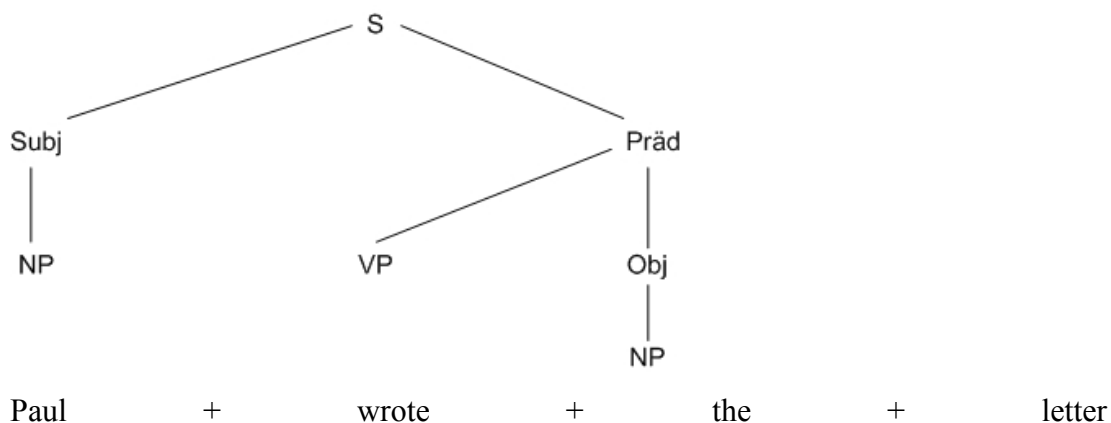 S
Subj Präd
NP VP Obj
NP
Paul + wrote + the + letter